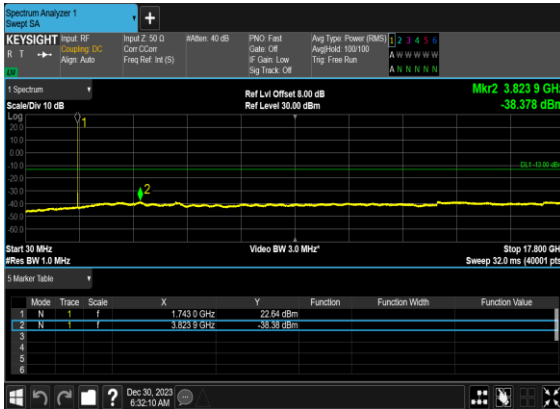 Spectrum Analyzer 1
Swept SA
+
KEYSIGHT Input: RF Input Z: 50 Ω #Atten: 40 dB PNO: Fast Avg Type: Power (RMS) 1 2 3 4 5 6
R T Coupling: DC Corr CCorr Gate: Off Avg|Hold: 100/100 A W W W W W
Align: Auto Freq Ref: Int (S) IF Gain: Low Trig: Free Run
Sig Track: Off A N N N N N
1 Spectrum Ref Lvl Offset 8.00 dB Mkr2 3.823 9 GHz
Scale/Div 10 dB Ref Level 30.00 dBm -38.378 dBm
Log
20.0 1
10.0
0.00
-10.0 DL1 -13.00 dBm
-20.0
-30.0 2
-40.0
-50.0
-60.0
Start 30 MHz Video BW 3.0 MHz* Stop 17.800 GHz
#Res BW 1.0 MHz Sweep 32.0 ms (40001 pts)
5 Marker Table
Mode Trace Scale X Y Function Function Width Function Value
1 N 1 f 1.743 0 GHz 22.64 dBm
2 N 1 f 3.823 9 GHz -38.38 dBm
3
4
5
6
? Dec 30, 2023
6:32:10 AM